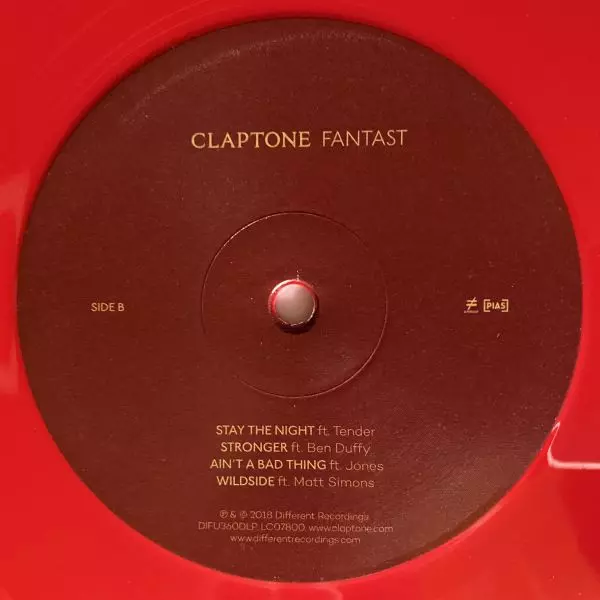 CLAPTONE FANTAST
SIDE B
≠ [PIAS]
STAY THE NIGHT ft. Tender
STRONGER ft. Ben Duffy
AIN'T A BAD THING ft. Jones
WILDSIDE ft. Matt Simons
℗ & © 2018 Different Recordings
DIFU360DLP LC07800 www.claptone.com
www.differentrecordings.com